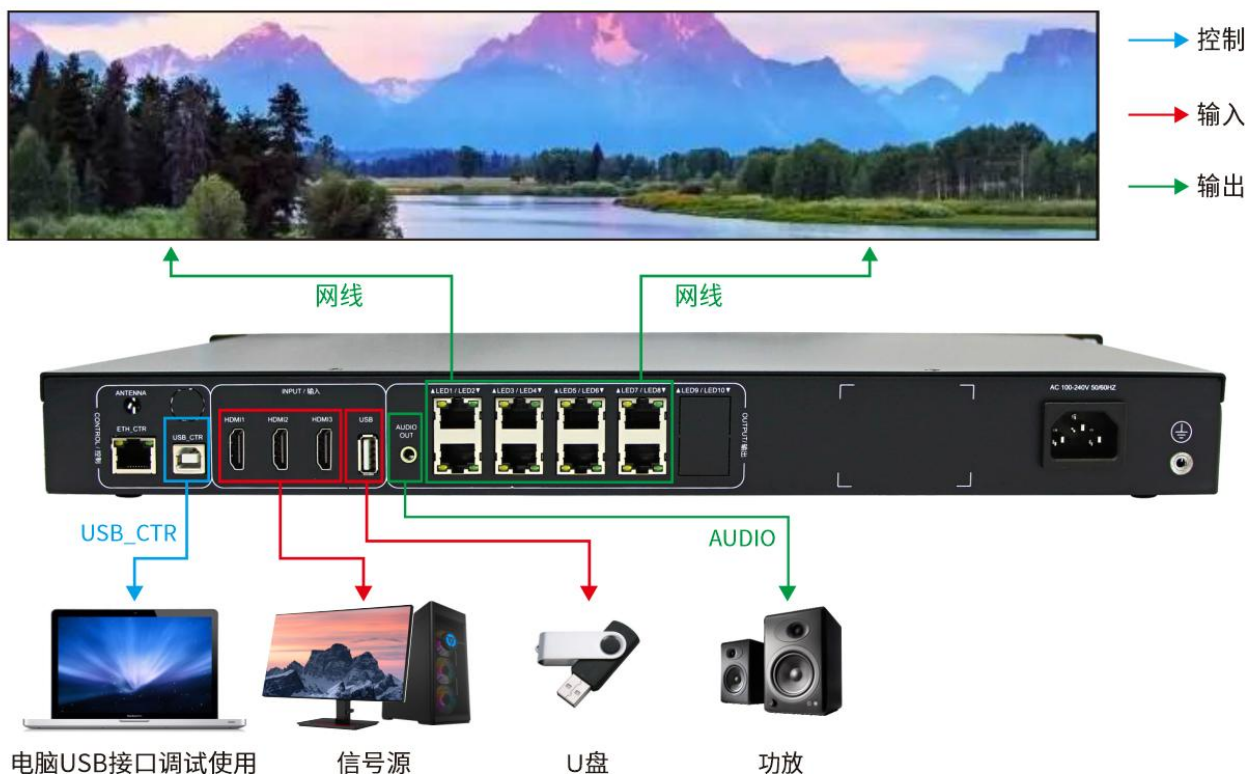 控制
输入
输出
网线
网线
ANTENNA
INPUT / 输入
▲LED1 / LED2▼
▲LED3 / LED4▼
▲LED5 / LED6▼
▲LED7 / LED8▼
▲LED9 / LED10▼
AC 100-240V 50/60HZ
CONTROL / 控制
ETH_CTR
USB_CTR
HDMI1
HDMI2
HDMI3
USB
AUDIO
OUT
OUTPUT / 输出
USB_CTR
AUDIO
电脑USB接口调试使用
信号源
U盘
功放